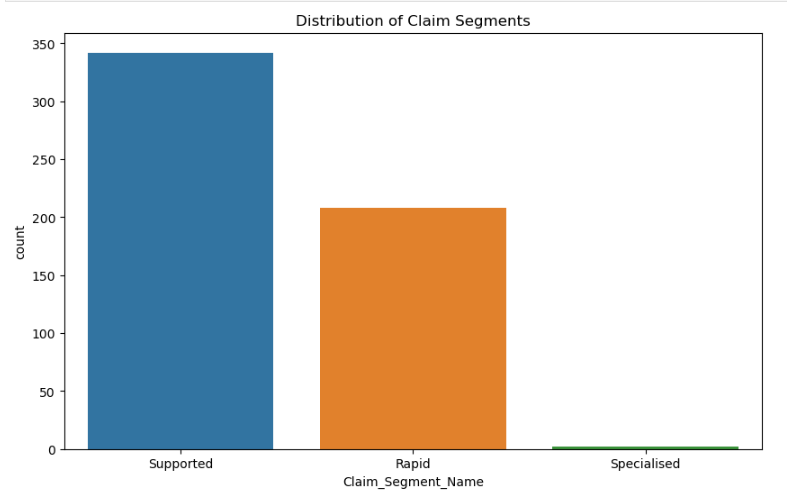 Distribution of Claim Segments
350
300
250
200
150
100
50
0
count
Supported Rapid Specialised
Claim_Segment_Name